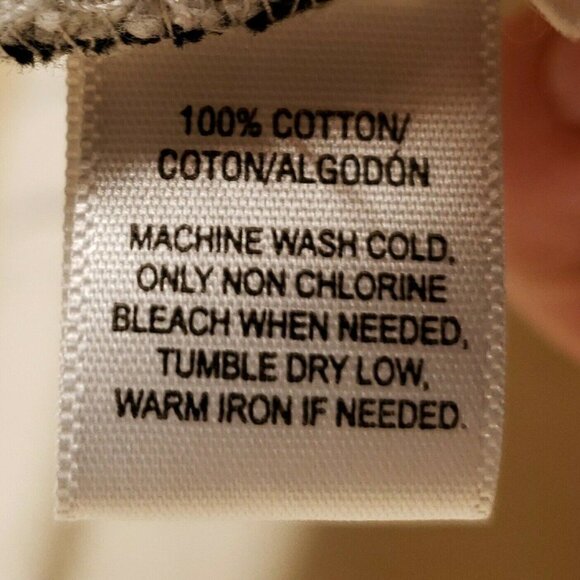 100% COTTON/
COTON/ALGODÓN
MACHINE WASH COLD,
ONLY NON CHLORINE
BLEACH WHEN NEEDED,
TUMBLE DRY LOW,
WARM IRON IF NEEDED.